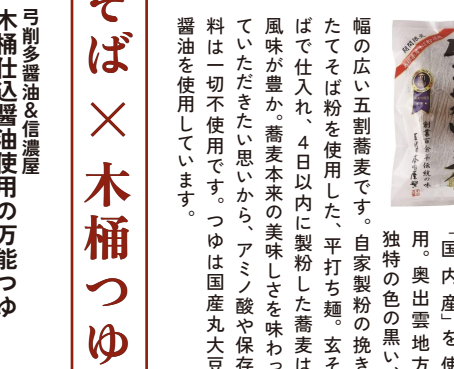 「国内産」を使
用。奥出雲地方
独特の色の黒い、
幅の広い五割蕎麦です。自家製粉の挽き
たてそば粉を使用した、平打ち麺。玄そ
ばで仕入れ、４日以内に製粉した蕎麦は
風味が豊か。蕎麦本来の美味しさを味わっ
ていただきたい思いから、アミノ酸や保存
料は一切不使用です。つゆは国産丸大豆
醤油を使用しています。
そば × 木桶つゆ
弓削多醤油&信濃屋
木桶仕込醤油使用の万能つゆ